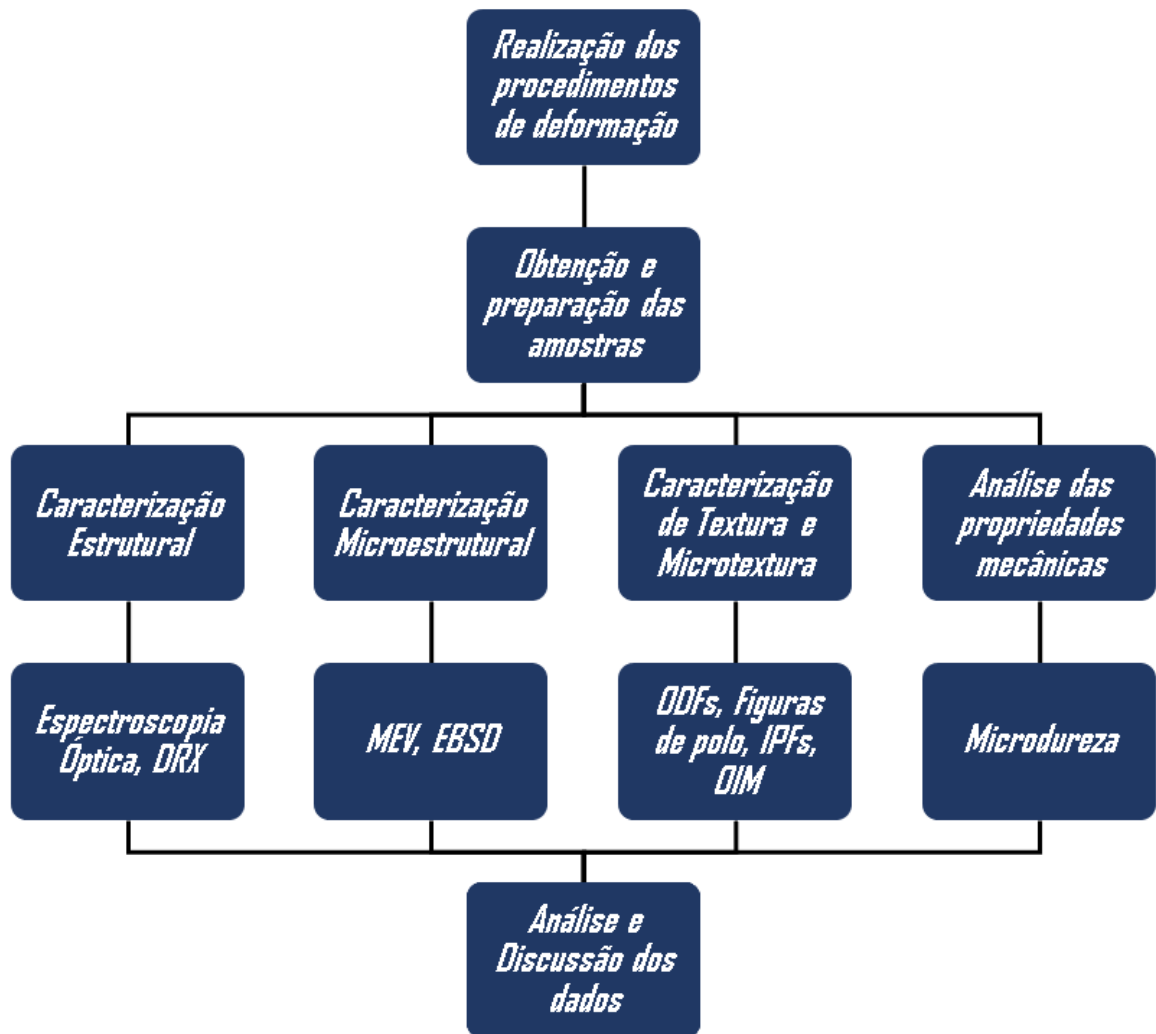 Realização dos
procedimentos
de deformação
Obtenção e
preparação das
amostras
Caracterização
Estrutural
Caracterização
Microestrutural
Caracterização
de Textura e
Microtextura
Análise das
propriedades
mecânicas
Espectroscopia
Óptica, DRX
MEV, EBSD
ODFs, Figuras
de polo, IPFs,
OIM
Microdureza
Análise e
Discussão dos
dados